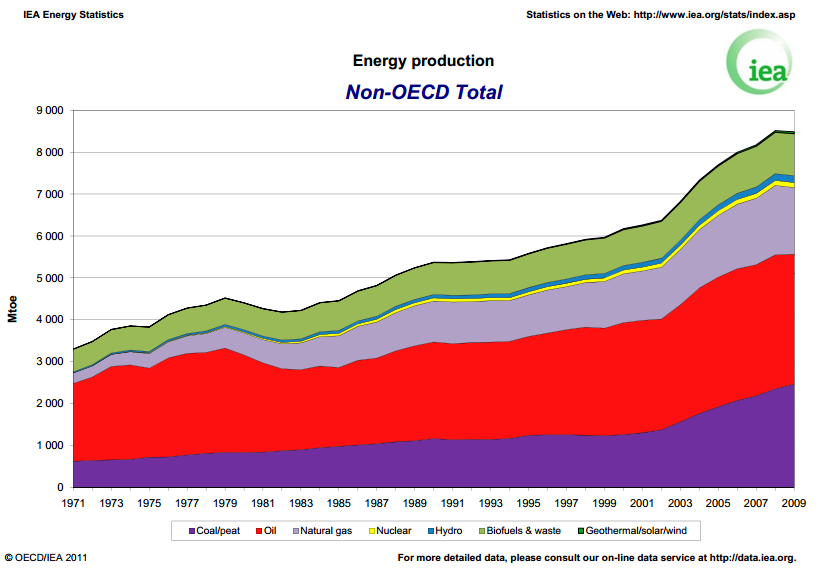 IEA Energy Statistics
Statistics on the Web: http://www.iea.org/stats/index.asp
Energy production
Non-OECD Total
iea
9 000
8 000
7 000
6 000
5 000
4 000
3 000
2 000
1 000
0
Mtoe
1971 1973 1975 1977 1979 1981 1983 1985 1987 1989 1991 1993 1995 1997 1999 2001 2003 2005 2007 2009
Coal/peat Oil Natural gas Nuclear Hydro Biofuels & waste Geothermal/solar/wind
© OECD/IEA 2011
For more detailed data, please consult our on-line data service at http://data.iea.org.